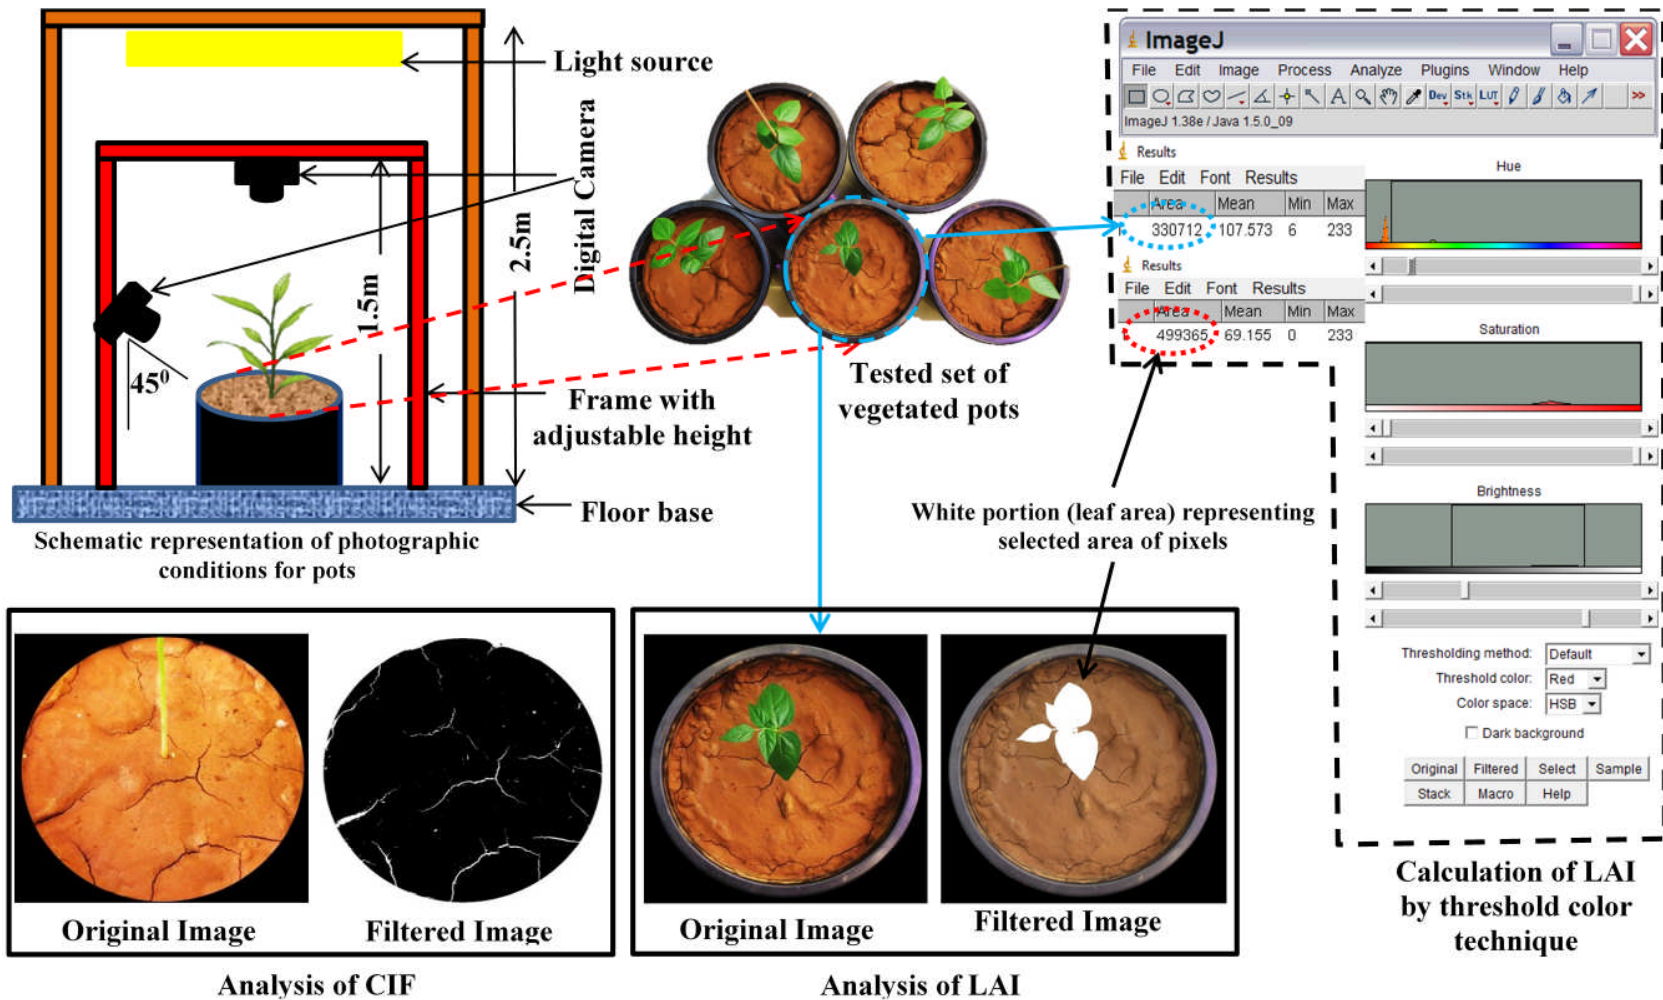 Light source
Digital Camera
2.5m
1.5m
45⁰
Frame with
adjustable height
Floor base
Schematic representation of photographic
conditions for pots
Tested set of
vegetated pots
White portion (leaf area) representing
selected area of pixels
Original Image
Filtered Image
Analysis of CIF
Original Image
Filtered Image
Analysis of LAI
ImageJ
File Edit Image Process Analyze Plugins Window Help
Dev Stk LUT >>
ImageJ 1.38e / Java 1.5.0_09
Results
File Edit Font Results
Area Mean Min Max
330712 107.573 6 233
Results
File Edit Font Results
Area Mean Min Max
499365 69.155 0 233
Hue
Saturation
Brightness
Thresholding method: Default
Threshold color: Red
Color space: HSB
Dark background
Original Filtered Select Sample
Stack Macro Help
Calculation of LAI
by threshold color
technique